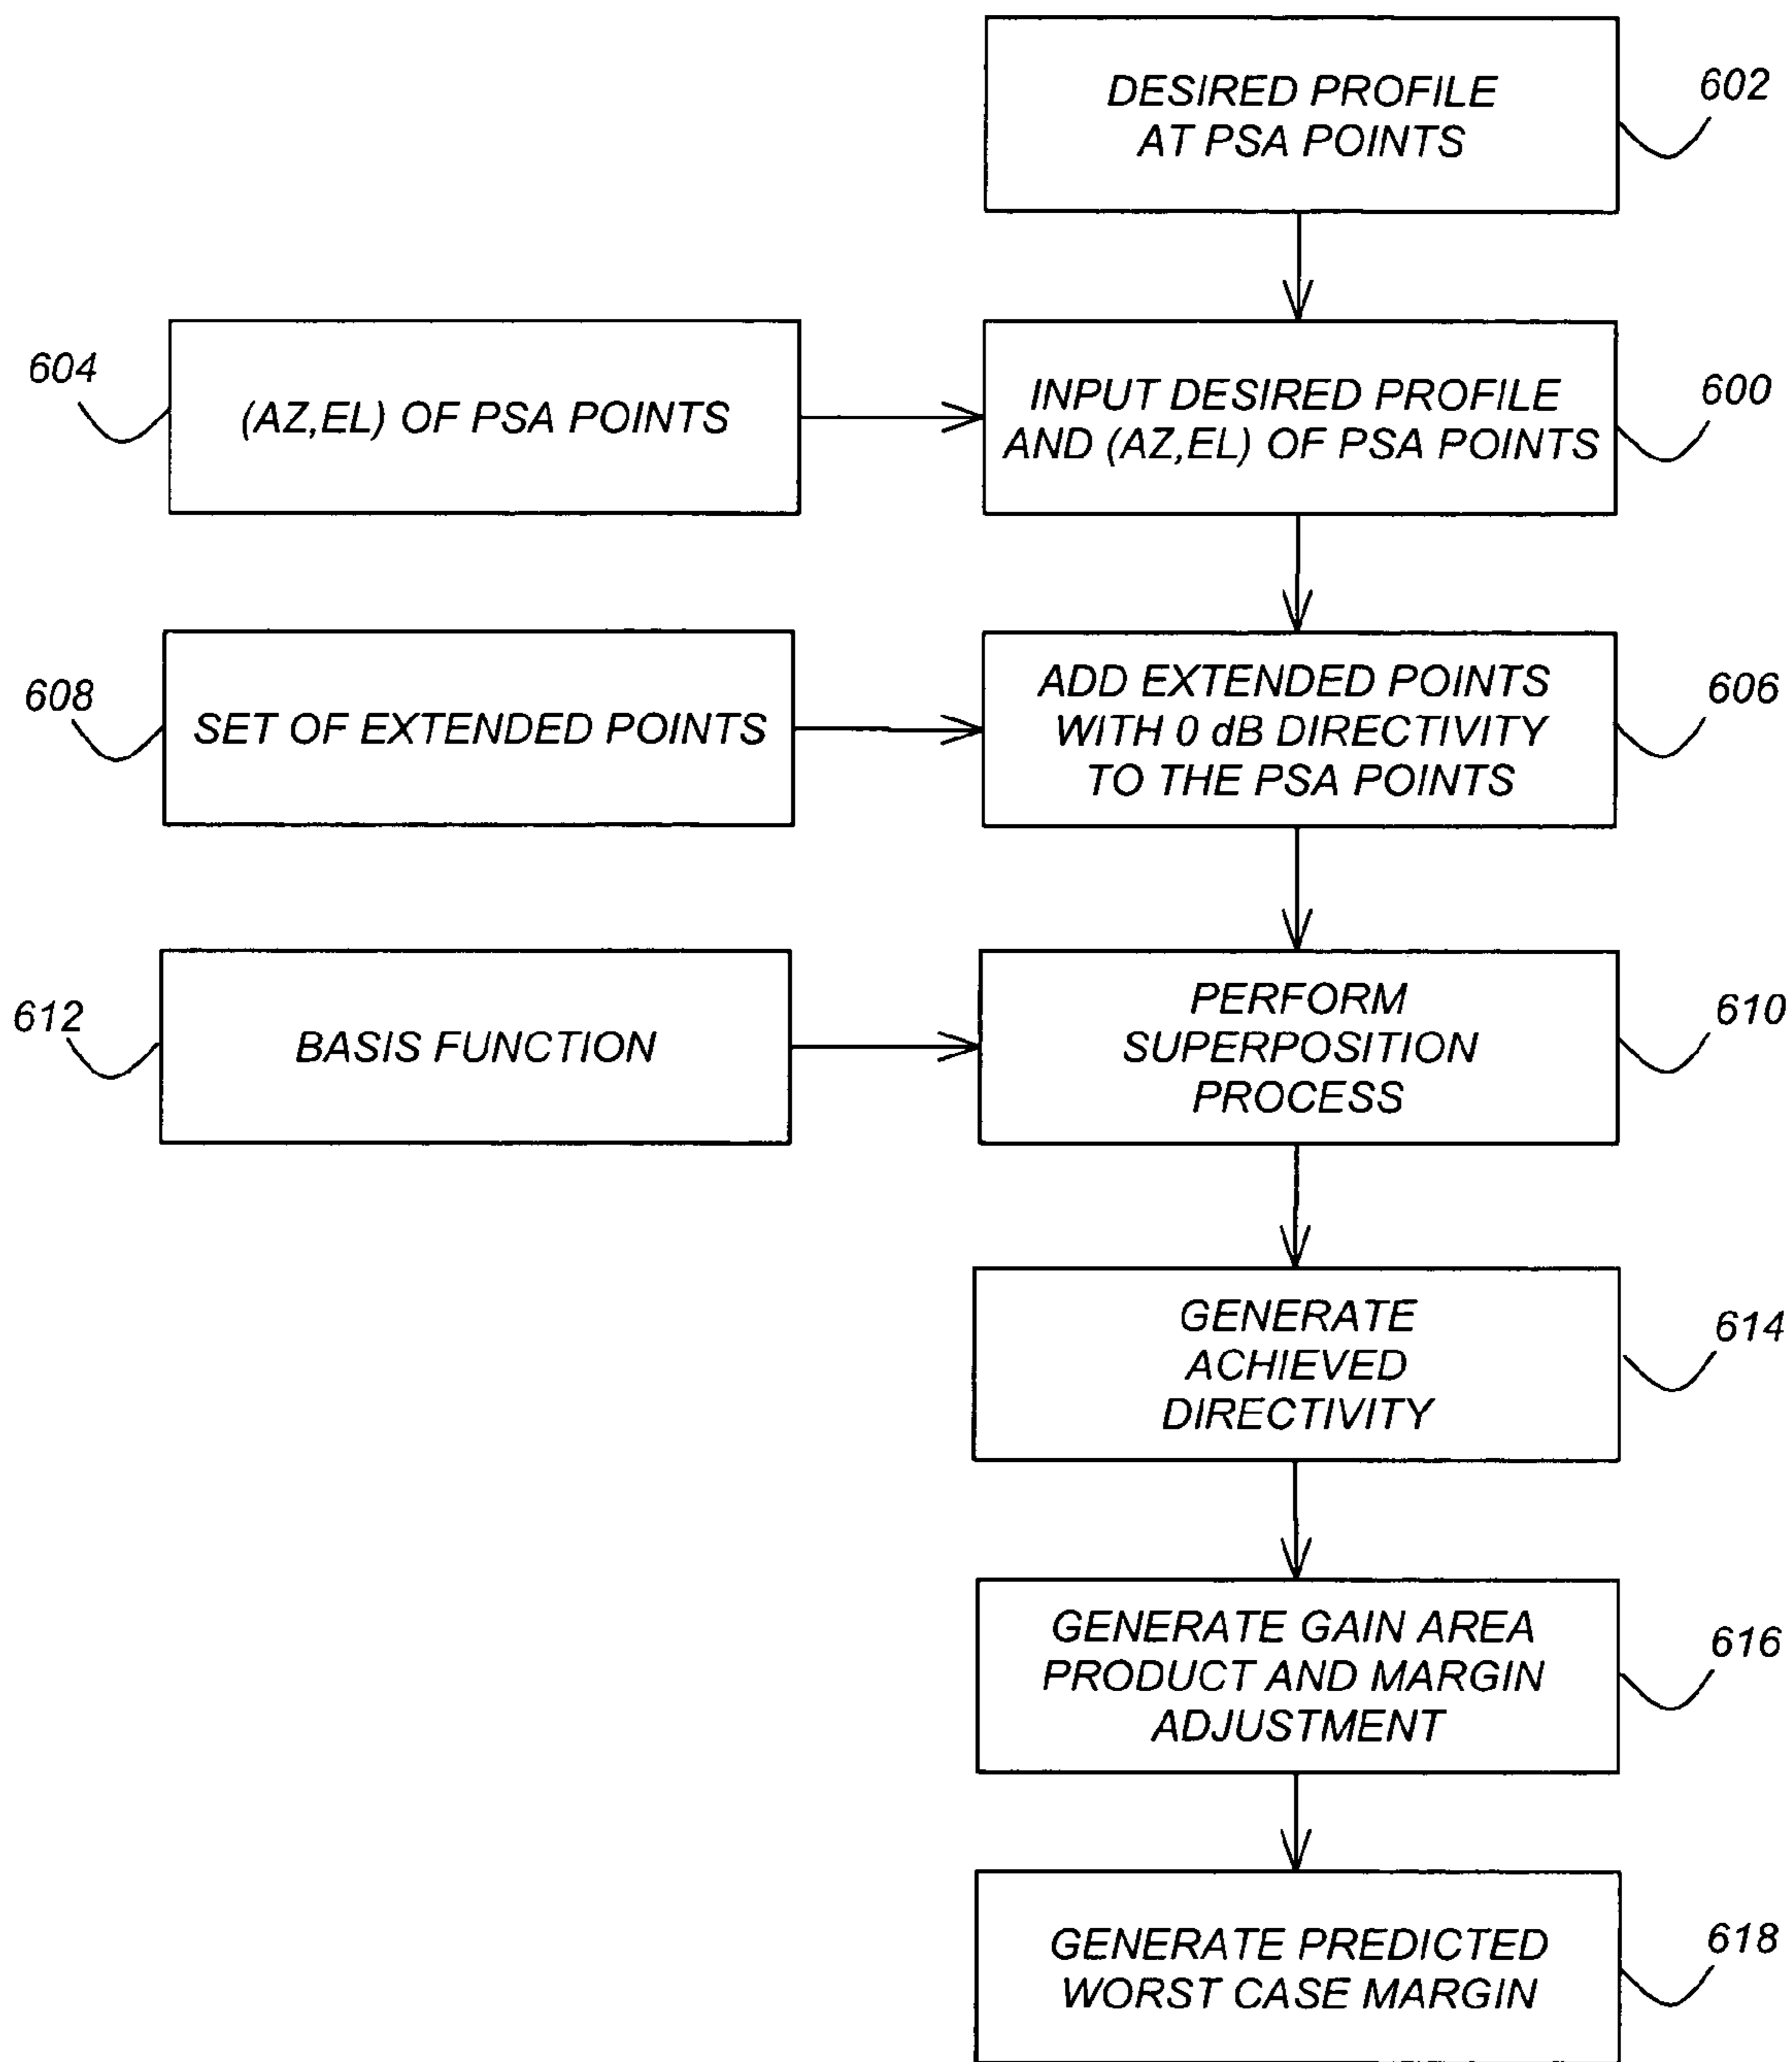 DESIRED PROFILE
AT PSA POINTS
602
604
(AZ,EL) OF PSA POINTS
INPUT DESIRED PROFILE
AND (AZ,EL) OF PSA POINTS
600
608
SET OF EXTENDED POINTS
ADD EXTENDED POINTS
WITH 0 dB DIRECTIVITY
TO THE PSA POINTS
606
612
BASIS FUNCTION
PERFORM
SUPERPOSITION
PROCESS
610
GENERATE
ACHIEVED
DIRECTIVITY
614
GENERATE GAIN AREA
PRODUCT AND MARGIN
ADJUSTMENT
616
GENERATE PREDICTED
WORST CASE MARGIN
618